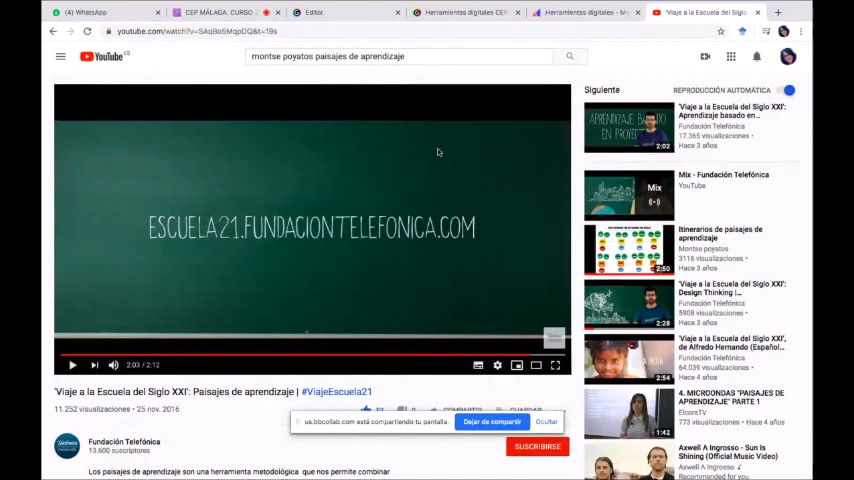 (4) WhatsApp
CEP MÁLAGA. CURSO 2
Editor
Herramientas digitales CEP
Herramientas digitales - Me
"Viaje a la Escuela del Siglo
youtube.com/watch?v=SAqBo5MqpDQ&t=19s
YouTube ES
montse poyatos paisajes de aprendizaje
ESCUELA21.FUNDACIONTELEFONICA.COM
2:03 / 2:12
'Viaje a la Escuela del Siglo XXI': Paisajes de aprendizaje | #ViajeEscuela21
11.252 visualizaciones • 25 nov. 2016
us.bbcollab.com está compartiendo tu pantalla.
Dejar de compartir
Ocultar
Fundación Telefónica
13.600 suscriptores
SUSCRIBIRSE
Los paisajes de aprendizaje son una herramienta metodológica que nos permite combinar
Siguiente
REPRODUCCIÓN AUTOMÁTICA
APRENDIZAJE BASADO
EN PROYECTOS
2:02
'Viaje a la Escuela del Siglo XXI':
Aprendizaje basado en...
Fundación Telefónica
17.365 visualizaciones •
Hace 3 años
Mix
Mix - Fundación Telefónica
YouTube
2:50
Itinerarios de paisajes de
aprendizaje
Montse poyatos
3116 visualizaciones •
Hace 3 años
2:28
'Viaje a la Escuela del Siglo XXI':
Design Thinking |...
Fundación Telefónica
5908 visualizaciones •
Hace 3 años
A INDIA
2:54
'Viaje a la Escuela del Siglo XXI',
de Alfredo Hernando (Español...
Fundación Telefónica
64.039 visualizaciones •
Hace 4 años
1:42
4. MICROONDAS "PAISAJES DE
APRENDIZAJE" PARTE 1
ElcoraTV
773 visualizaciones • Hace 4 años
Axwell Λ Ingrosso - Sun Is
Shining (Official Music Video)
Axwell Λ Ingrosso